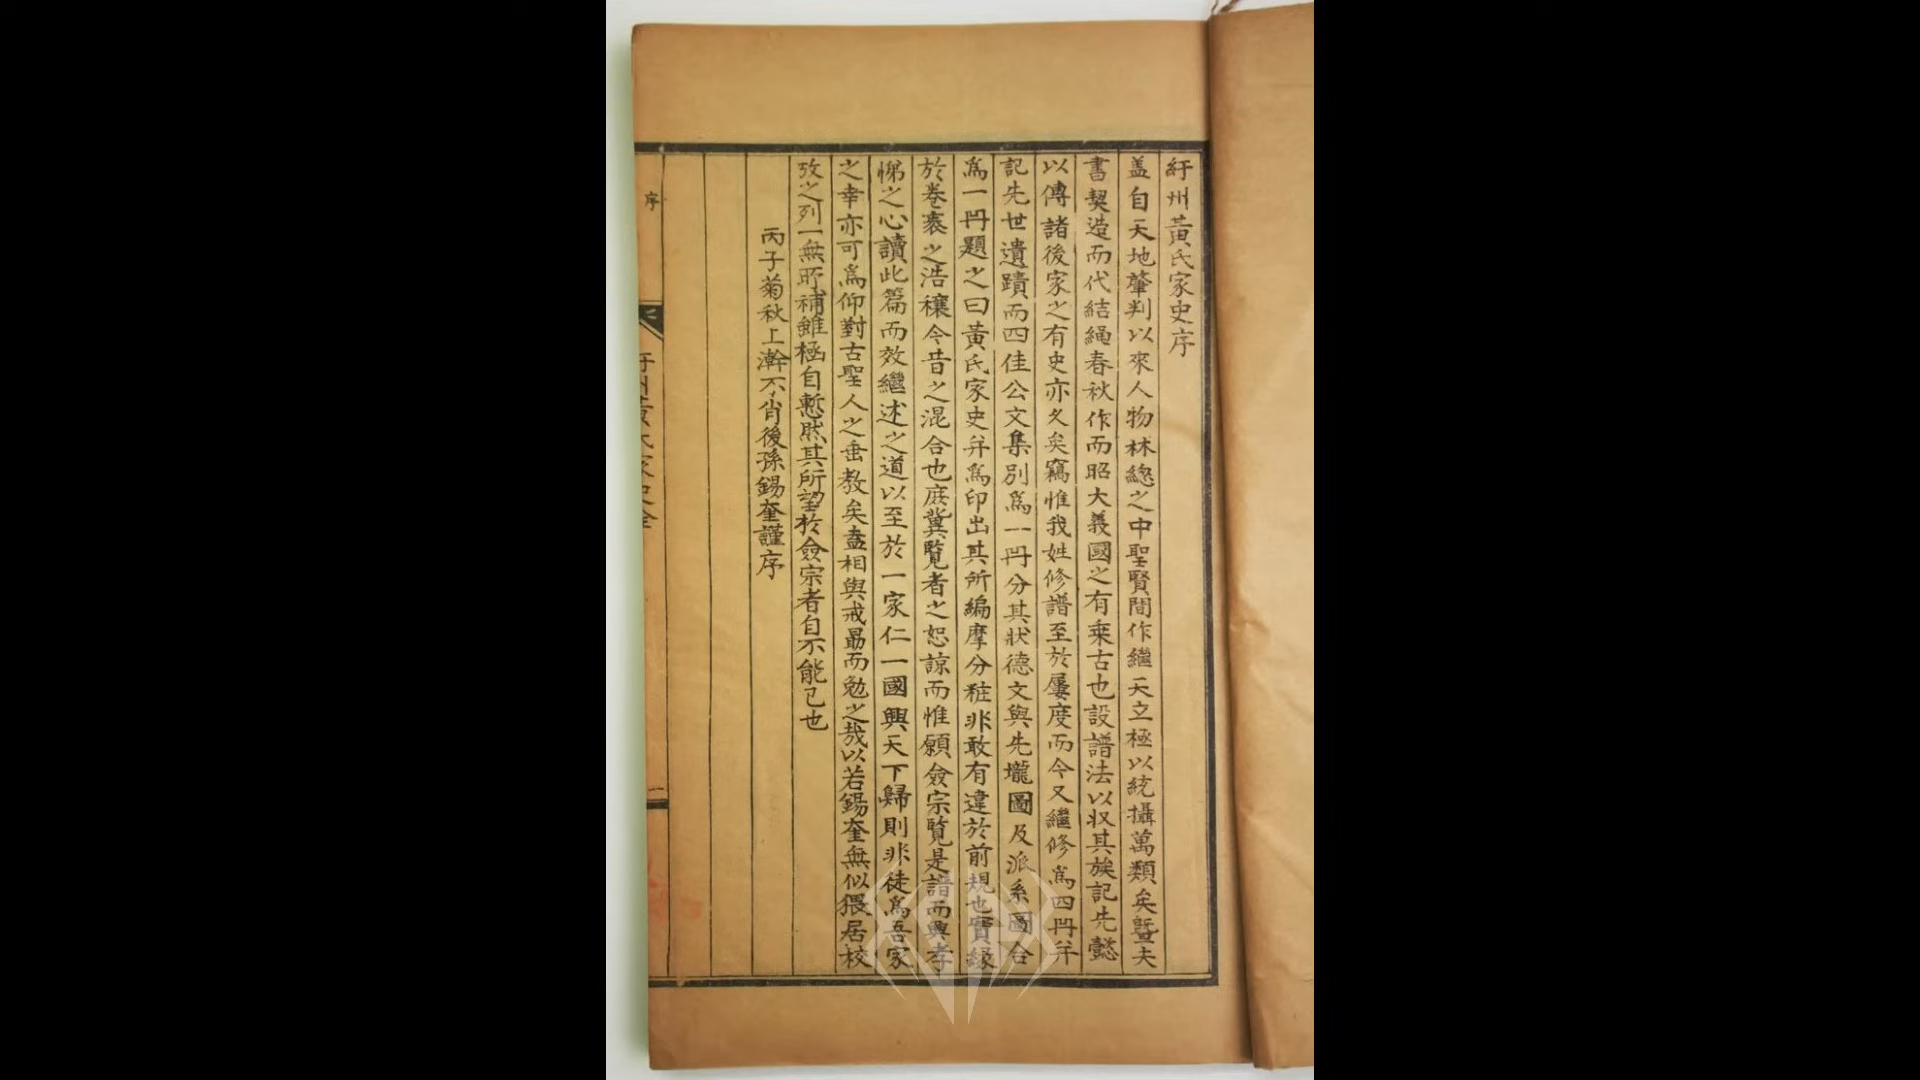 紆州黃氏家史序
盖自天地肇判以來人物林緫之中聖賢間作繼天立極以統攝萬類矣曁夫
書契造而代結繩春秋作而昭大義國之有乗古也設譜法以収其族記先懿
以傳諸後家之有史亦久矣竊惟我姓修譜至於屢度而今又繼修爲四冊并
記先世遺蹟而四佳公文集別爲一冊分其狀德文與先壠圖及派系圖合
爲一冊題之曰黃氏家史幷爲印出其所編摩分粧非敢有違於前規也實緣
於卷裹之浩穰今昔之混合也庶冀覧者之恕諒而惟願僉宗覧是譜而興孝
悌之心讀此篇而效繼述之道以至於一家仁一國興天下歸則非徒爲吾家
之幸亦可爲仰對古聖人之垂教矣盍相與戒勗而勉之哉以若錫奎無似猥居校
攷之列一無所補雖極自慙然其所望於僉宗者自不能已也
丙子菊秋上澣不肖後孫錫奎謹序
序
紆州黃氏家史全
一